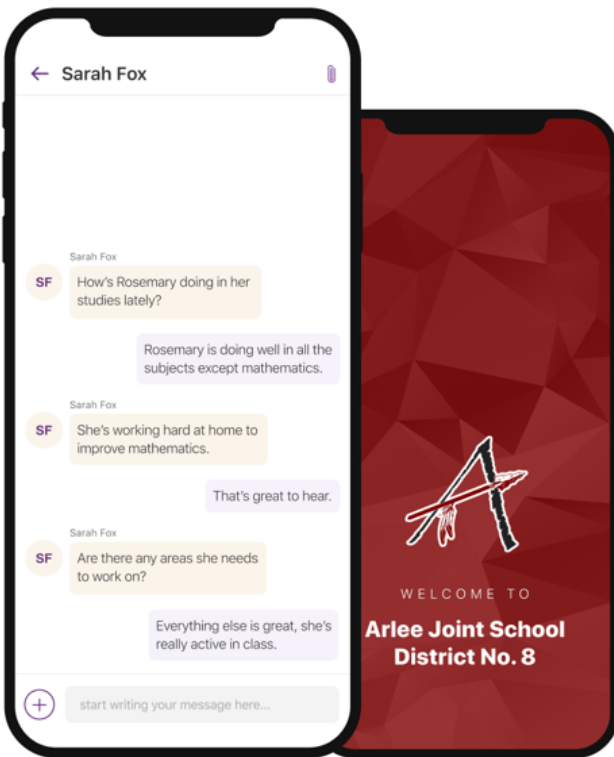 Sarah Fox
Sarah Fox
SF
How's Rosemary doing in her
studies lately?
Rosemary is doing well in all the
subjects except mathematics.
Sarah Fox
SF
She's working hard at home to
improve mathematics.
That's great to hear.
Sarah Fox
SF
Are there any areas she needs
to work on?
Everything else is great, she's
really active in class.
start writing your message here...
A
WELCOME TO
Arlee Joint School
District No. 8